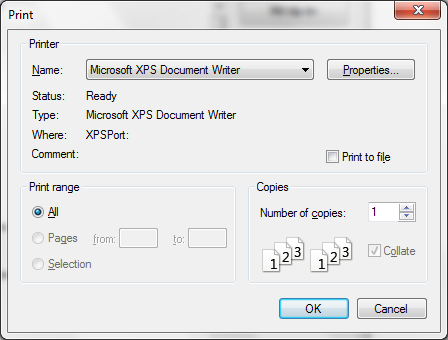 Print
Printer
Name: Microsoft XPS Document Writer Properties...
Status: Ready
Type: Microsoft XPS Document Writer
Where: XPSPort:
Comment: Print to file
Print range
All
Pages from: to:
Selection
Copies
Number of copies: 1
1 2 3 1 2 3 Collate
OK Cancel